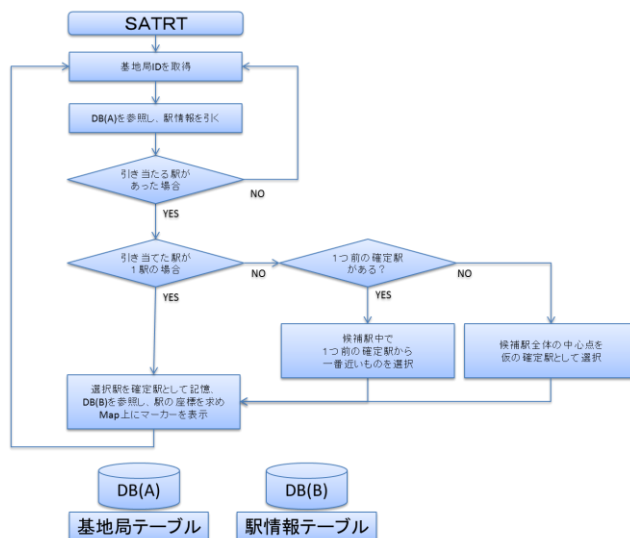 SATRT
基地局IDを取得
DB(A)を参照し、駅情報を引く
引き当たる駅が
あった場合
NO
YES
引き当てた駅が
1駅の場合
NO
YES
1つ前の確定駅
がある?
NO
YES
候補駅中で
1つ前の確定駅から
一番近いものを選択
候補駅全体の中心点を
仮の確定駅として選択
選択駅を確定駅として記憶、
DB(B)を参照し、駅の座標を求め
Map上にマーカーを表示
DB(A)
DB(B)
基地局テーブル
駅情報テーブル